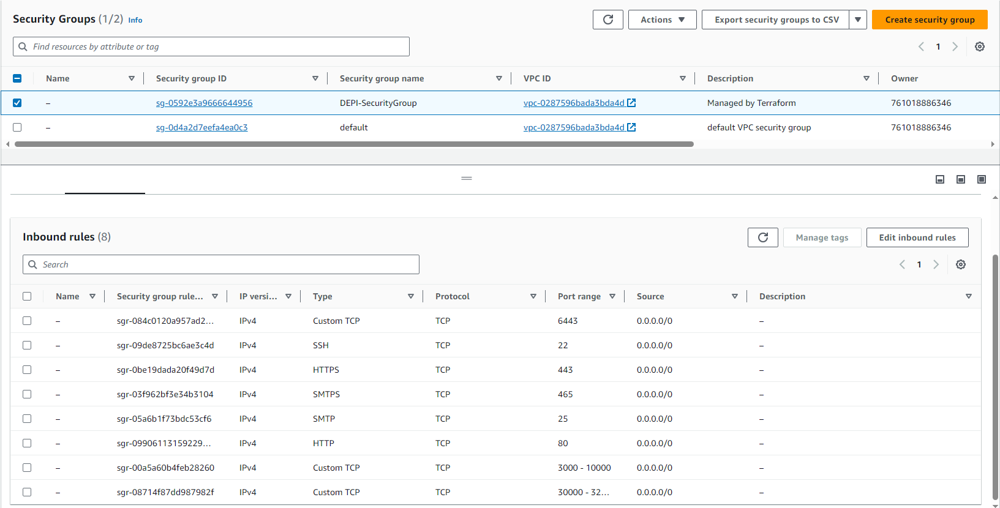 Security Groups (1/2) Info
Actions
Export security groups to CSV
Create security group
Find resources by attribute or tag
1
Name Security group ID Security group name VPC ID Description Owner
– sg-0592e3a9666644956 DEPI-SecurityGroup vpc-0287596bada3bda4d Managed by Terraform 761018886346
– sg-0d4a2d7eefa4ea0c3 default vpc-0287596bada3bda4d default VPC security group 761018886346
Inbound rules (8)
Manage tags
Edit inbound rules
Search
1
Name Security group rule... IP versi... Type Protocol Port range Source Description
– sgr-084c0120a957ad2... IPv4 Custom TCP TCP 6443 0.0.0.0/0 –
– sgr-09de8725bc6ae3c4d IPv4 SSH TCP 22 0.0.0.0/0 –
– sgr-0be19dada20f49d7d IPv4 HTTPS TCP 443 0.0.0.0/0 –
– sgr-03f962bf3e34b3104 IPv4 SMTPS TCP 465 0.0.0.0/0 –
– sgr-05a6b1f73bdc53cf6 IPv4 SMTP TCP 25 0.0.0.0/0 –
– sgr-09906113159229... IPv4 HTTP TCP 80 0.0.0.0/0 –
– sgr-00a5a60b4feb28260 IPv4 Custom TCP TCP 3000 - 10000 0.0.0.0/0 –
– sgr-08714f87dd987982f IPv4 Custom TCP TCP 30000 - 32... 0.0.0.0/0 –